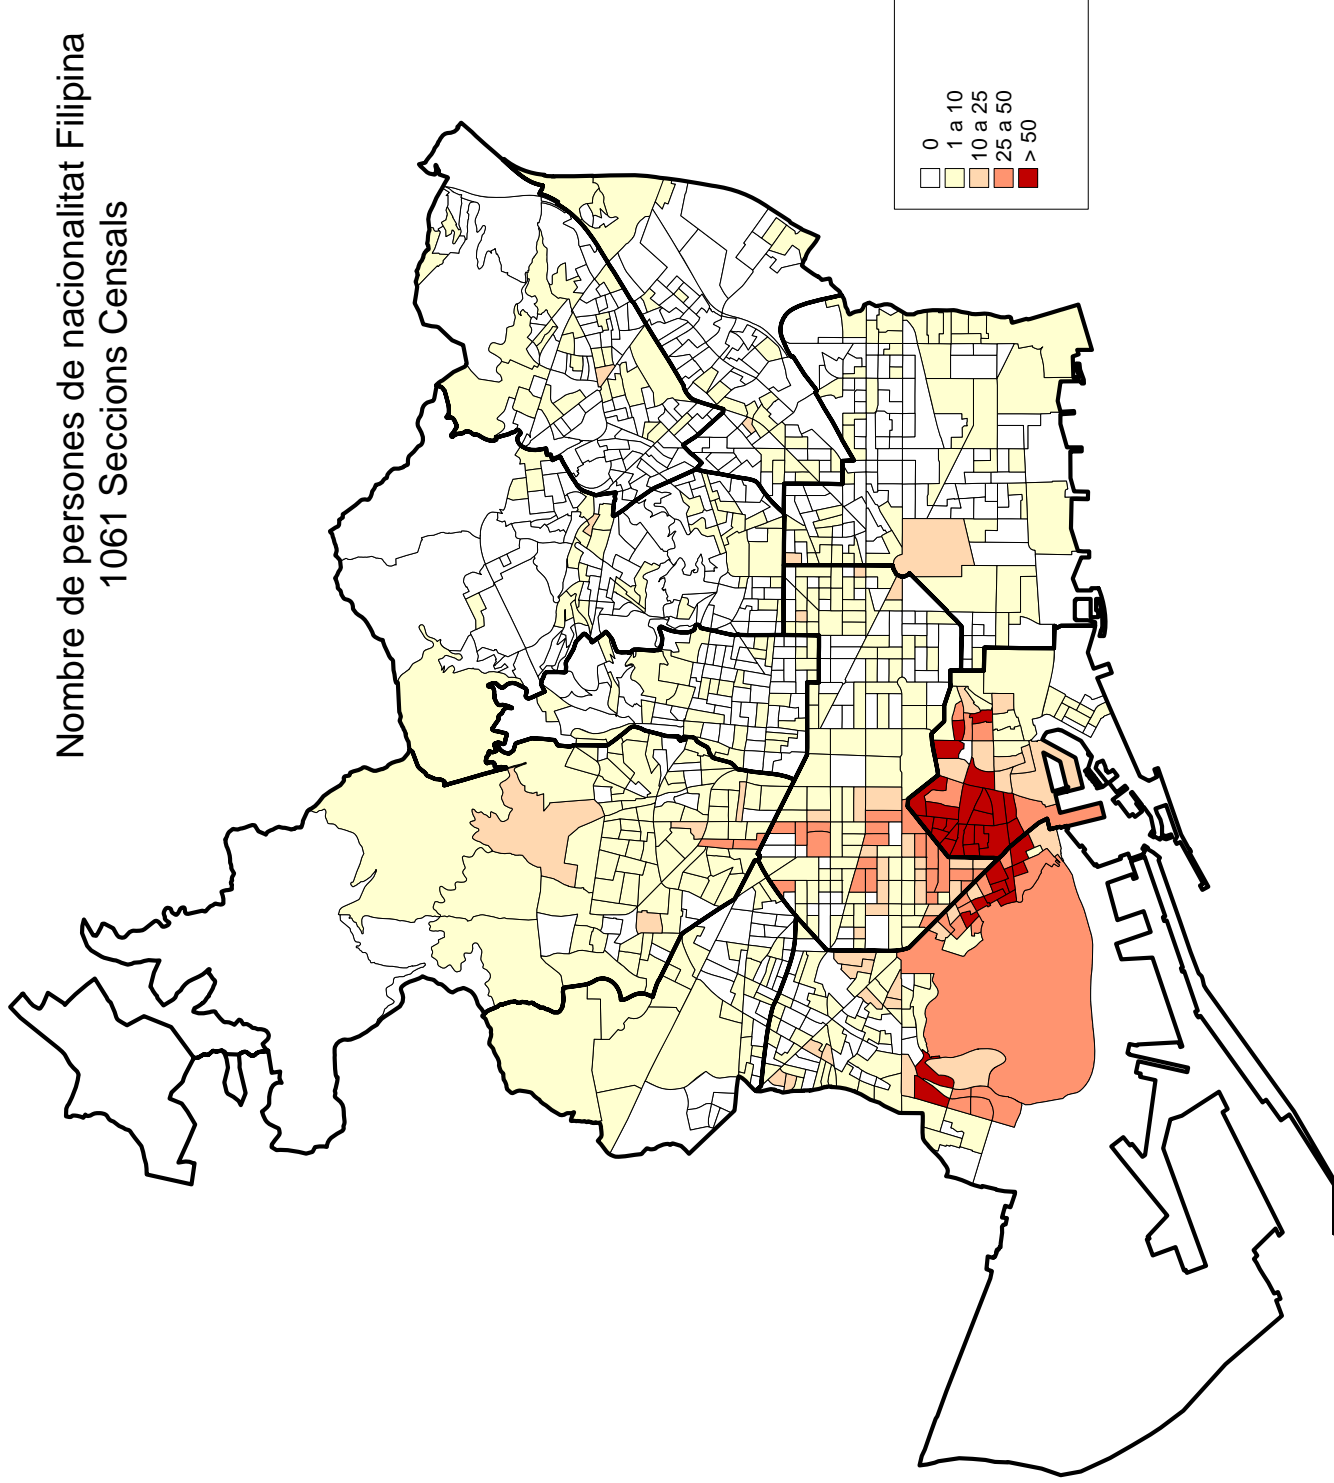 Nombre de persones de nacionalitat Filipina
1061 Seccions Censals
0
1 a 10
10 a 25
25 a 50
> 50